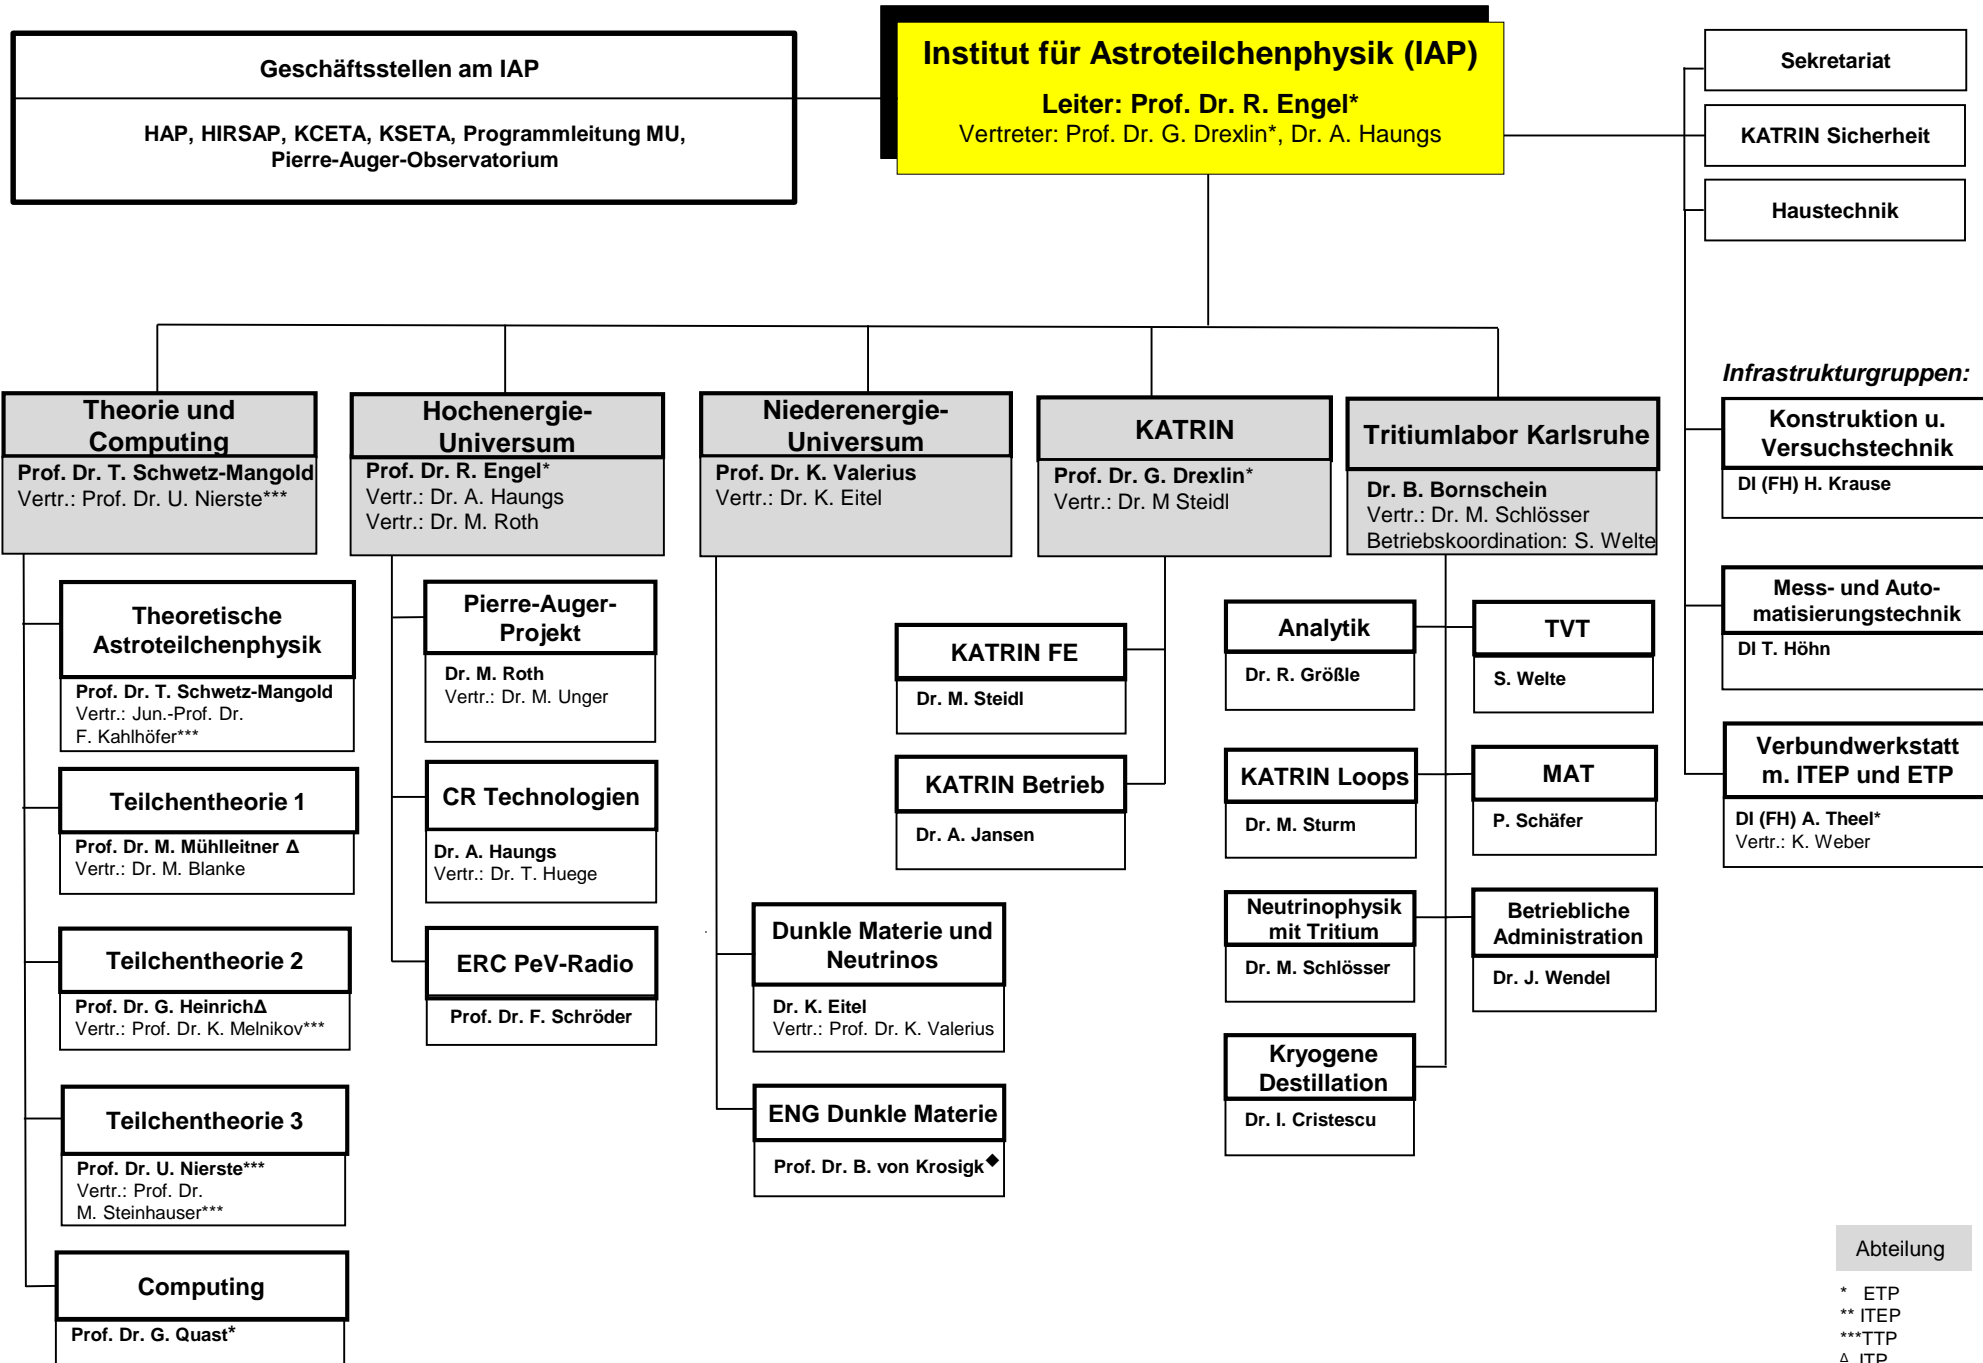 Geschäftsstellen am IAP
HAP, HIRSAP, KCETA, KSETA, Programmleitung MU,
Pierre-Auger-Observatorium
Institut für Astroteilchenphysik (IAP)
Leiter: Prof. Dr. R. Engel*
Vertreter: Prof. Dr. G. Drexlin*, Dr. A. Haungs
Sekretariat
KATRIN Sicherheit
Haustechnik
Theorie und
Computing
Prof. Dr. T. Schwetz-Mangold
Vertr.: Prof. Dr. U. Nierste***
Theoretische
Astroteilchenphysik
Prof. Dr. T. Schwetz-Mangold
Vertr.: Jun.-Prof. Dr.
F. Kahlhöfer***
Teilchentheorie 1
Prof. Dr. M. Mühlleitner Δ
Vertr.: Dr. M. Blanke
Teilchentheorie 2
Prof. Dr. G. HeinrichΔ
Vertr.: Prof. Dr. K. Melnikov***
Teilchentheorie 3
Prof. Dr. U. Nierste***
Vertr.: Prof. Dr.
M. Steinhauser***
Computing
Prof. Dr. G. Quast*
Hochenergie-
Universum
Prof. Dr. R. Engel*
Vertr.: Dr. A. Haungs
Vertr.: Dr. M. Roth
Pierre-Auger-
Projekt
Dr. M. Roth
Vertr.: Dr. M. Unger
CR Technologien
Dr. A. Haungs
Vertr.: Dr. T. Huege
ERC PeV-Radio
Prof. Dr. F. Schröder
Niederenergie-
Universum
Prof. Dr. K. Valerius
Vertr.: Dr. K. Eitel
Dunkle Materie und
Neutrinos
Dr. K. Eitel
Vertr.: Prof. Dr. K. Valerius
ENG Dunkle Materie
Prof. Dr. B. von Krosigk◆
KATRIN
Prof. Dr. G. Drexlin*
Vertr.: Dr. M Steidl
KATRIN FE
Dr. M. Steidl
KATRIN Betrieb
Dr. A. Jansen
Tritiumlabor Karlsruhe
Dr. B. Bornschein
Vertr.: Dr. M. Schlösser
Betriebskoordination: S. Welte
Analytik
Dr. R. Größle
TVT
S. Welte
KATRIN Loops
Dr. M. Sturm
MAT
P. Schäfer
Neutrinophysik
mit Tritium
Dr. M. Schlösser
Betriebliche
Administration
Dr. J. Wendel
Kryogene
Destillation
Dr. I. Cristescu
Infrastrukturgruppen:
Konstruktion u.
Versuchstechnik
DI (FH) H. Krause
Mess- und Auto-
matisierungstechnik
DI T. Höhn
Verbundwerkstatt
m. ITEP und ETP
DI (FH) A. Theel*
Vertr.: K. Weber
Abteilung
* ETP
** ITEP
***TTP
Δ ITP